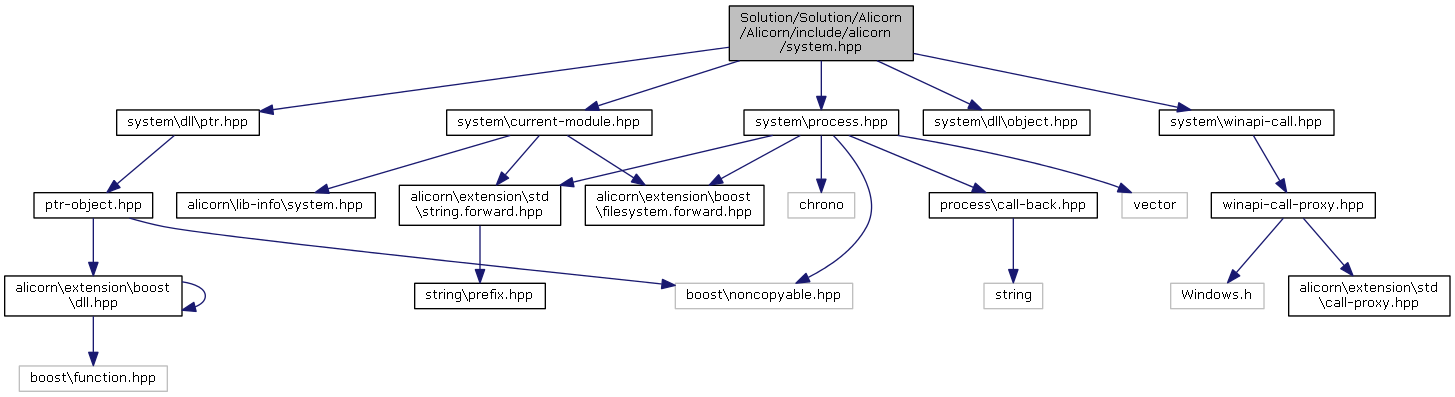 Solution/Solution/Alicorn
/Alicorn/include/alicorn
/system.hpp
system\dll\ptr.hpp
system\current-module.hpp
system\process.hpp
system\dll\object.hpp
system\winapi-call.hpp
ptr-object.hpp
alicorn\lib-info\system.hpp
alicorn\extension\std
\string.forward.hpp
alicorn\extension\boost
\filesystem.forward.hpp
chrono
process\call-back.hpp
vector
winapi-call-proxy.hpp
alicorn\extension\boost
\dll.hpp
string\prefix.hpp
boost\noncopyable.hpp
string
Windows.h
alicorn\extension\std
\call-proxy.hpp
boost\function.hpp